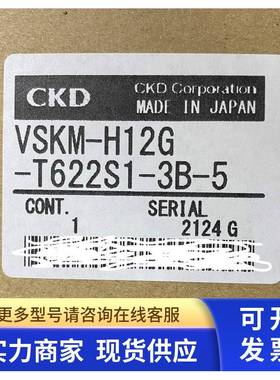 CKD
CKD Corporation
MADE IN JAPAN
VSKM-H12G
-T622S1-3B-5
CONT. SERIAL
1 2124 G
更多型号请咨询在线客服
实力商家 现货供应
可开
发票